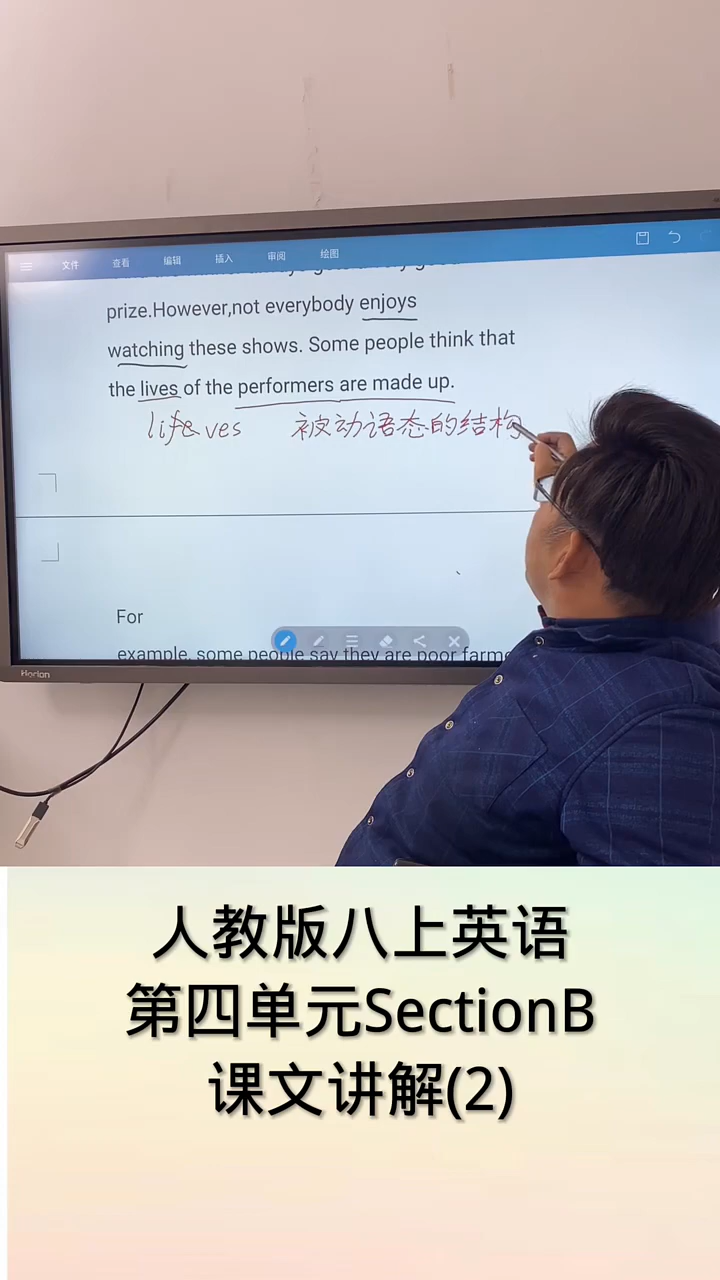 文件 查看 编辑 插入 审阅 绘图
prize.However,not everybody enjoys
watching these shows. Some people think that
the lives of the performers are made up.
life ves 被动语态的结构
For
example, some people say they are poor farm
Horion
人教版八上英语
第四单元SectionB
课文讲解(2)